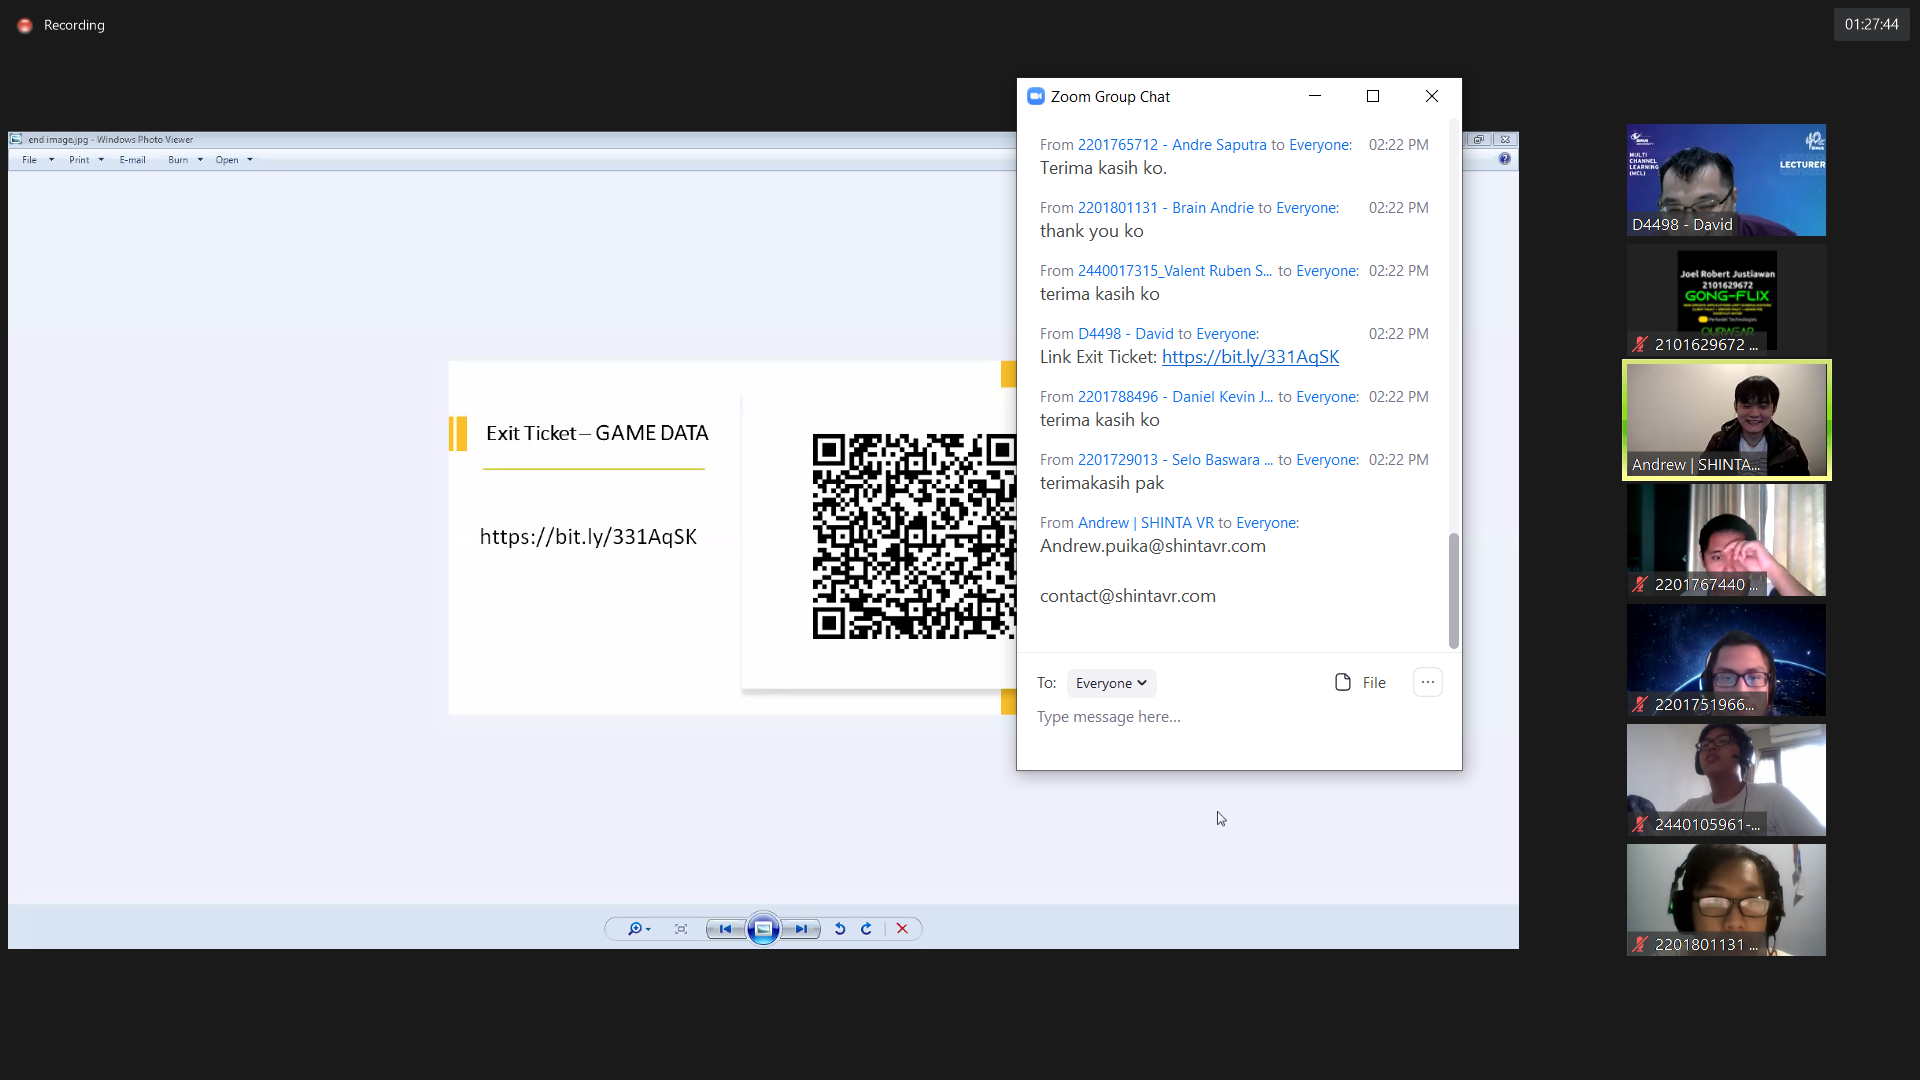 Recording
01:27:44
end image.jpg - Windows Photo Viewer
File Print E-mail Burn Open
Exit Ticket – GAME DATA
https://bit.ly/331AqSK
Zoom Group Chat
From 2201765712 - Andre Saputra to Everyone: 02:22 PM
Terima kasih ko.
From 2201801131 - Brain Andrie to Everyone: 02:22 PM
thank you ko
From 2440017315_Valent Ruben S... to Everyone: 02:22 PM
terima kasih ko
From D4498 - David to Everyone: 02:22 PM
Link Exit Ticket: https://bit.ly/331AqSK
From 2201788496 - Daniel Kevin J... to Everyone: 02:22 PM
terima kasih ko
From 2201729013 - Selo Baswara ... to Everyone: 02:22 PM
terimakasih pak
From Andrew | SHINTA VR to Everyone:
Andrew.puika@shintavr.com
contact@shintavr.com
To: Everyone File ...
Type message here...
MULTI
CHANNEL
LEARNING
(MCL)
LECTURER
D4498 - David
Joel Robert Justiawan
2101629672
GONG-FLIX
2101629672 ...
Andrew | SHINTA...
2201767440 ...
2201751966...
2440105961-...
2201801131 ...